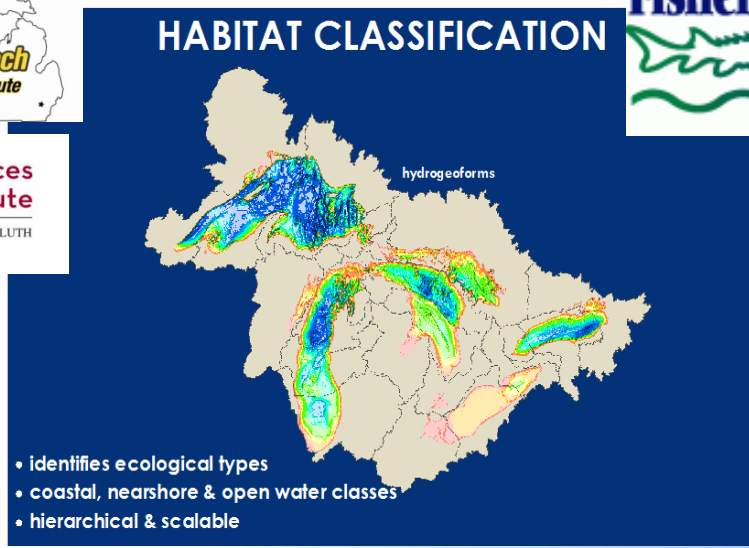 HABITAT CLASSIFICATION
hydrogeoforms
• identifies ecological types
• coastal, nearshore & open water classes
• hierarchical & scalable